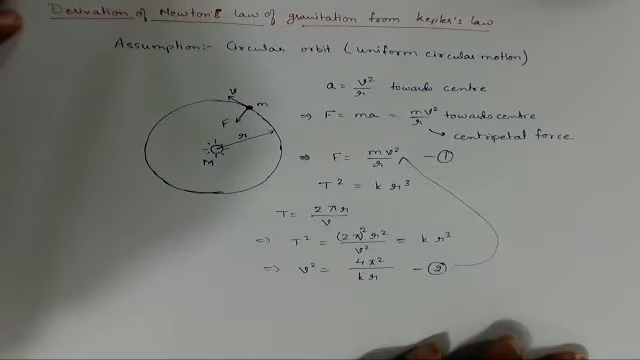 Derivation of Newton's law of gravitation from Kepler's law
Assumption:- Circular orbit (uniform circular motion)
a = v²/r towards centre
⇒ F = ma = mv²/r towards centre
centripetal force
v
m
F
r
M
⇒ F = mv²/r - ①
T² = k r³
T = 2πr/v
⇒ T² = (2π)² r²/v² = k r³
⇒ v² = 4π²/kr - ②